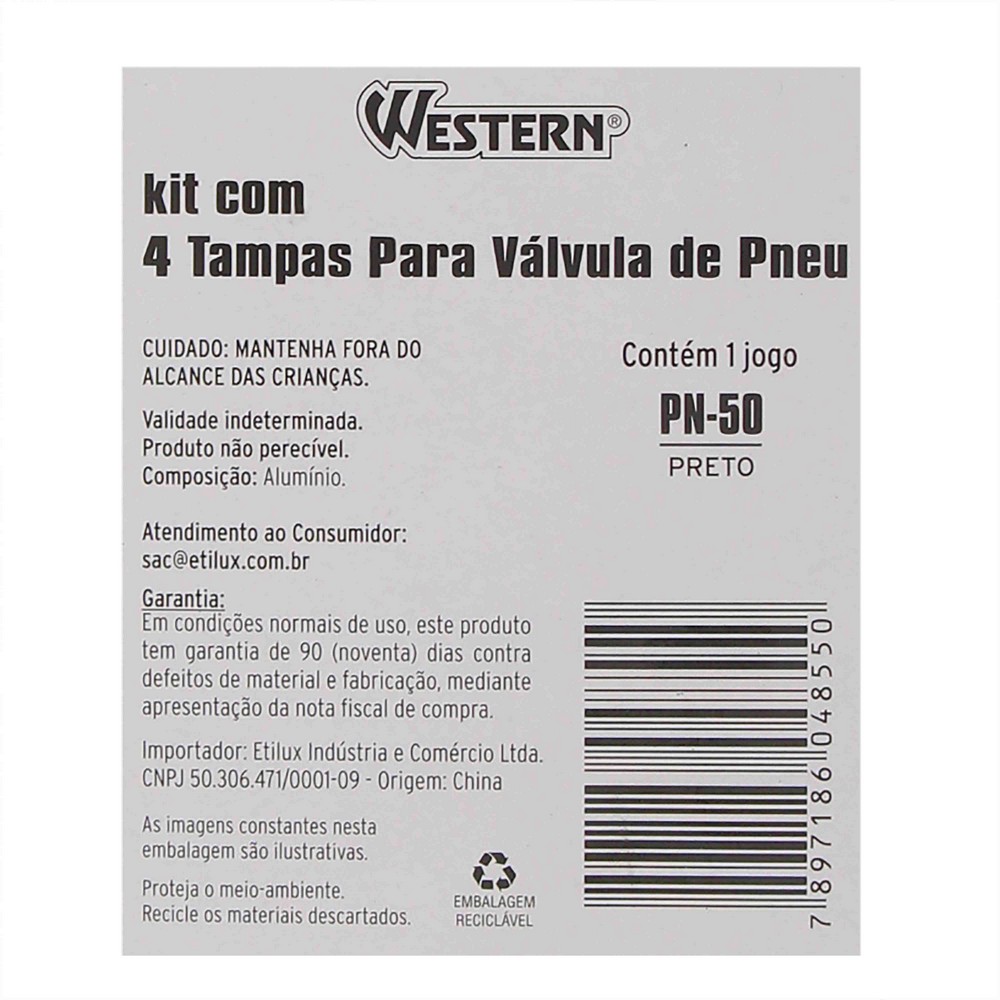 WESTERN®
kit com
4 Tampas Para Válvula de Pneu
CUIDADO: MANTENHA FORA DO
ALCANCE DAS CRIANÇAS.
Validade indeterminada.
Produto não perecível.
Composição: Alumínio.
Contém 1 jogo
PN-50
PRETO
Atendimento ao Consumidor:
sac@etilux.com.br
Garantia:
Em condições normais de uso, este produto
tem garantia de 90 (noventa) dias contra
defeitos de material e fabricação, mediante
apresentação da nota fiscal de compra.
Importador: Etilux Indústria e Comércio Ltda.
CNPJ 50.306.471/0001-09 - Origem: China
As imagens constantes nesta
embalagem são ilustrativas.
Proteja o meio-ambiente.
Recicle os materiais descartados.
EMBALAGEM
RECICLÁVEL
7897186048550